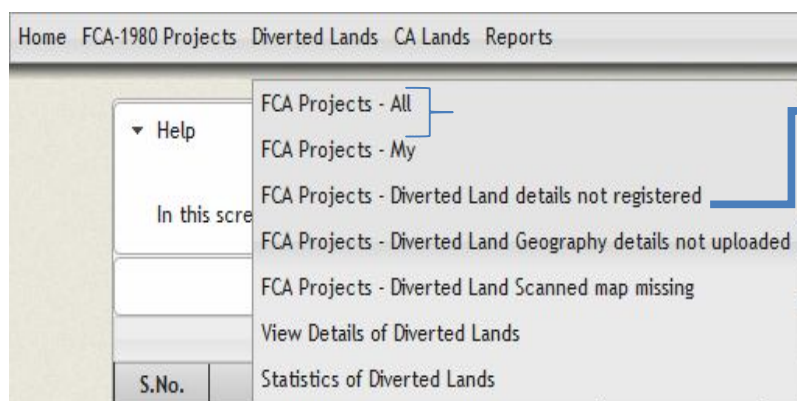 Home FCA-1980 Projects Diverted Lands CA Lands Reports
FCA Projects - All
Help
FCA Projects - My
FCA Projects - Diverted Land details not registered
In this scre
FCA Projects - Diverted Land Geography details not uploaded
FCA Projects - Diverted Land Scanned map missing
View Details of Diverted Lands
S.No.
Statistics of Diverted Lands